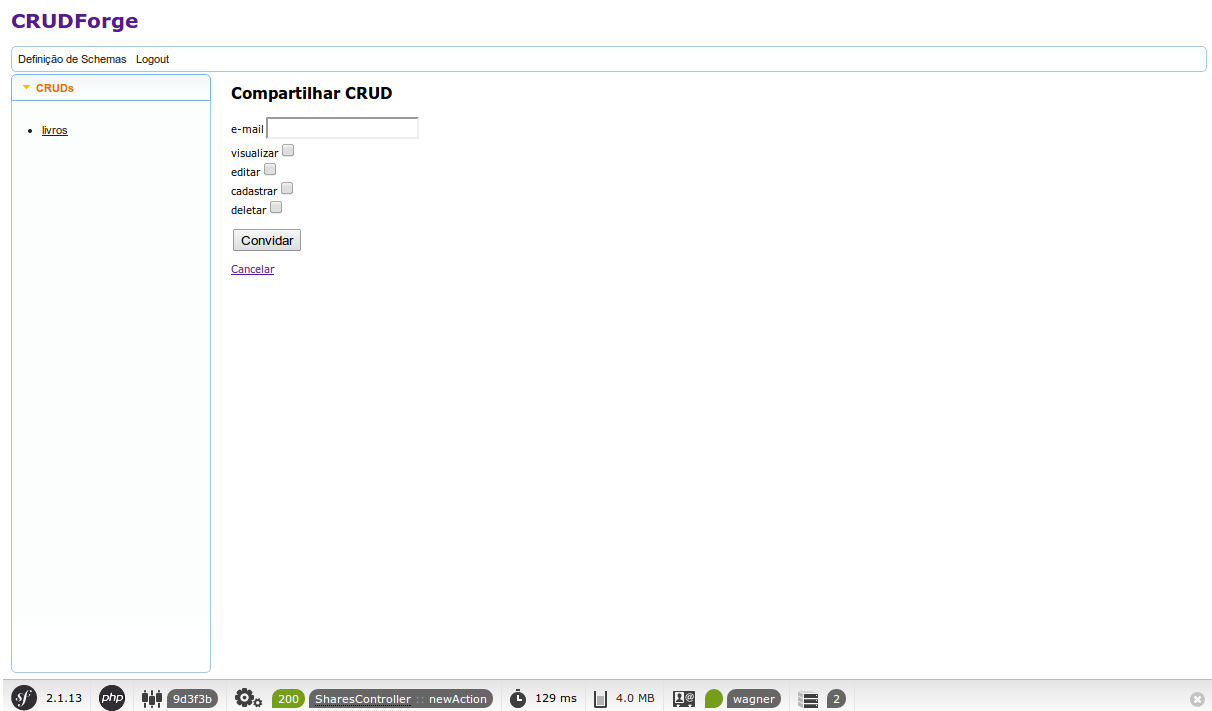 CRUDForge
Definição de Schemas Logout
CRUDs
livros
Compartilhar CRUD
e-mail
visualizar
editar
cadastrar
deletar
Convidar
Cancelar
sf 2.1.13 php 9d3f3b 200 SharesController :: newAction 129 ms 4.0 MB wagner 2